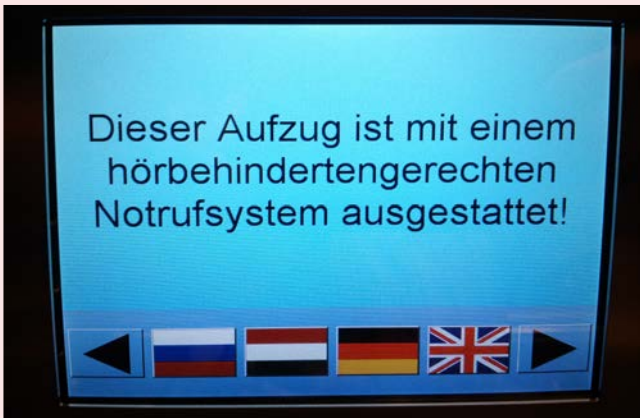 Dieser Aufzug ist mit einem
hörbehindertengerechten
Notrufsystem ausgestattet!